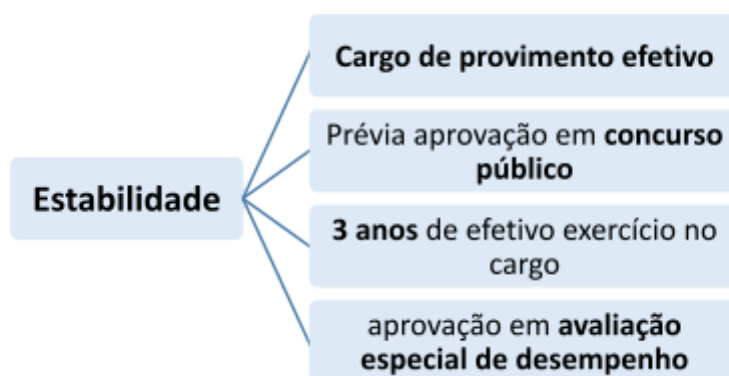 Estabilidade
Cargo de provimento efetivo
Prévia aprovação em concurso
público
3 anos de efetivo exercício no
cargo
aprovação em avaliação
especial de desempenho